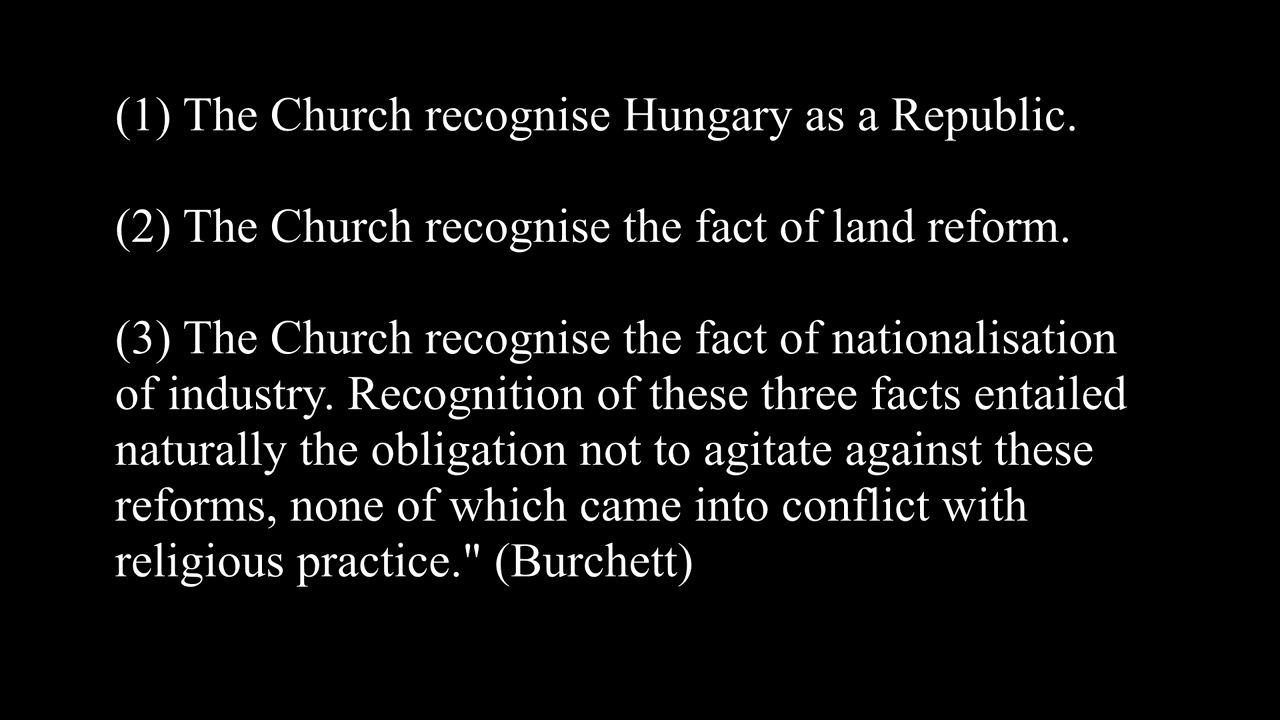 (1) The Church recognise Hungary as a Republic.
(2) The Church recognise the fact of land reform.
(3) The Church recognise the fact of nationalisation
of industry. Recognition of these three facts entailed
naturally the obligation not to agitate against these
reforms, none of which came into conflict with
religious practice." (Burchett)